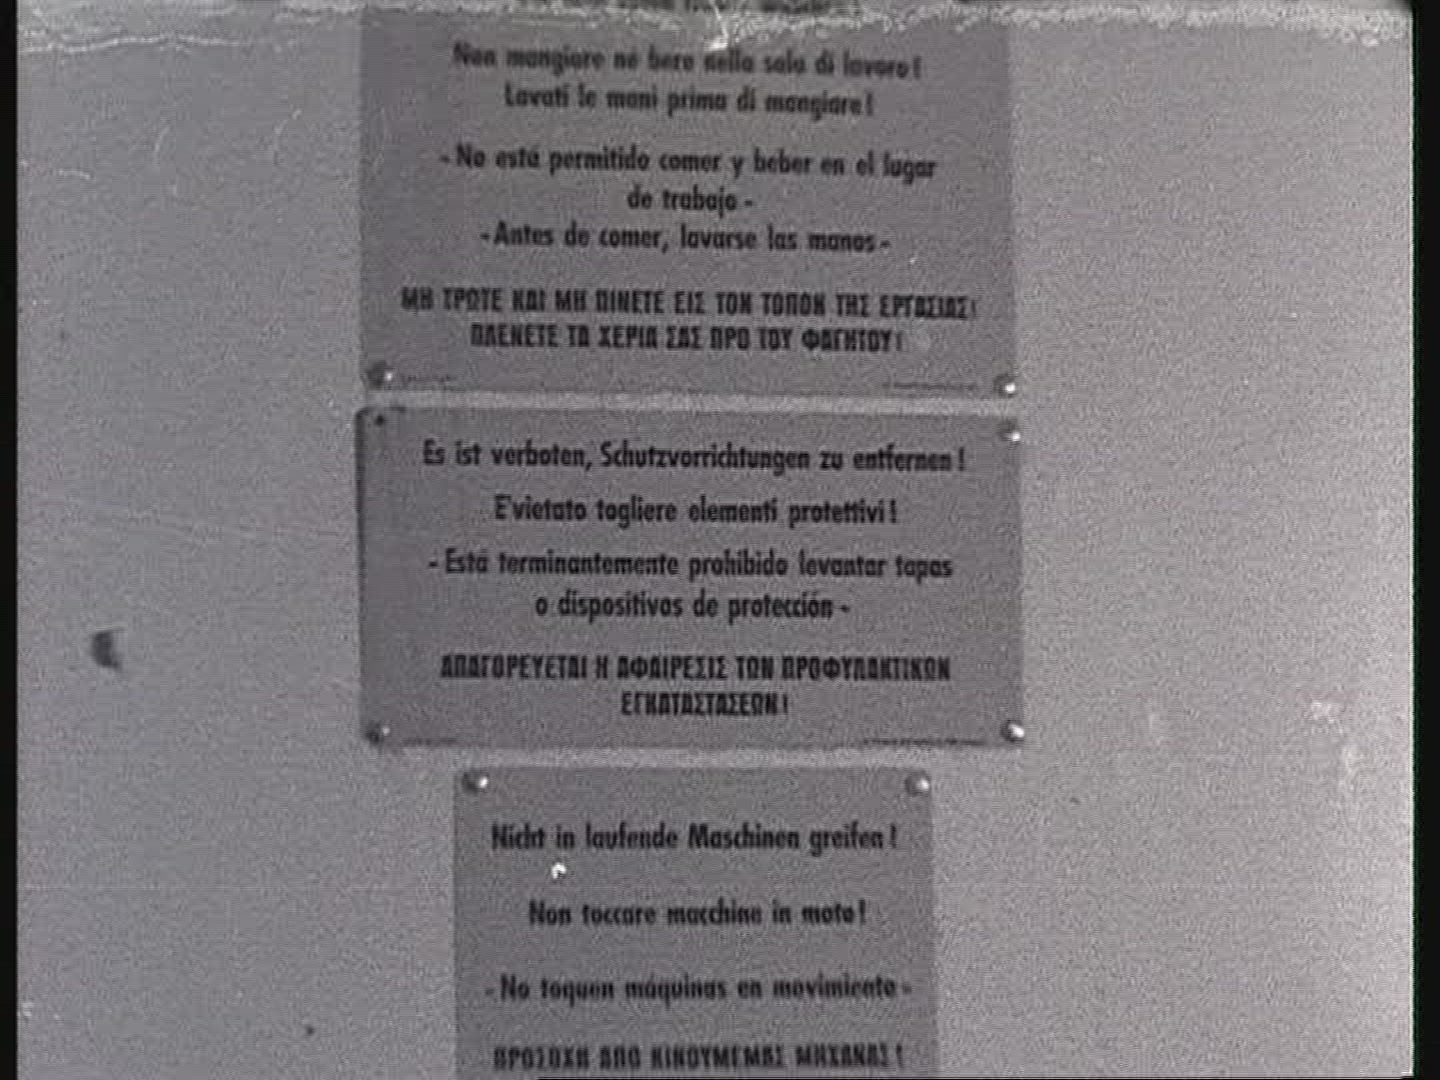 Non mangiare ne bere nella sala di lavoro!
Lavati le mani prima di mangiare!
- No está permitido comer y beber en el lugar
de trabajo -
- Antes de comer, lavarse las manos -
ΜΗ ΤΡΩΤΕ ΚΑΙ ΜΗ ΠΙΝΕΤΕ ΕΙΣ ΤΟΝ ΤΟΠΟΝ ΤΗΣ ΕΡΓΑΣΙΑΣ!
ΠΛΕΝΕΤΕ ΤΑ ΧΕΡΙΑ ΣΑΣ ΠΡΟ ΤΟΥ ΦΑΓΗΤΟΥ!
Es ist verboten, Schutzvorrichtungen zu entfernen!
E'vietato togliere elementi protettivi!
- Está terminantemente prohibido levantar tapas
o dispositivos de protección -
ΑΠΑΓΟΡΕΥΕΤΑΙ Η ΑΦΑΙΡΕΣΙΣ ΤΩΝ ΠΡΟΦΥΛΑΚΤΙΚΩΝ
ΕΓΚΑΤΑΣΤΑΣΕΩΝ!
Nicht in laufende Maschinen greifen!
Non toccare macchine in moto!
- No toquen máquinas en movimiento -
ΠΡΟΣΟΧΗ ΑΠΟ ΚΙΝΟΥΜΕΜΑΣ ΜΗΧΑΝΑΣ!